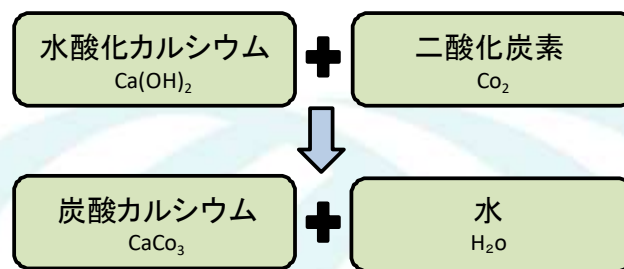 水酸化カルシウム
Ca(OH)₂
+
二酸化炭素
Co₂
炭酸カルシウム
CaCo₃
+
水
H₂o